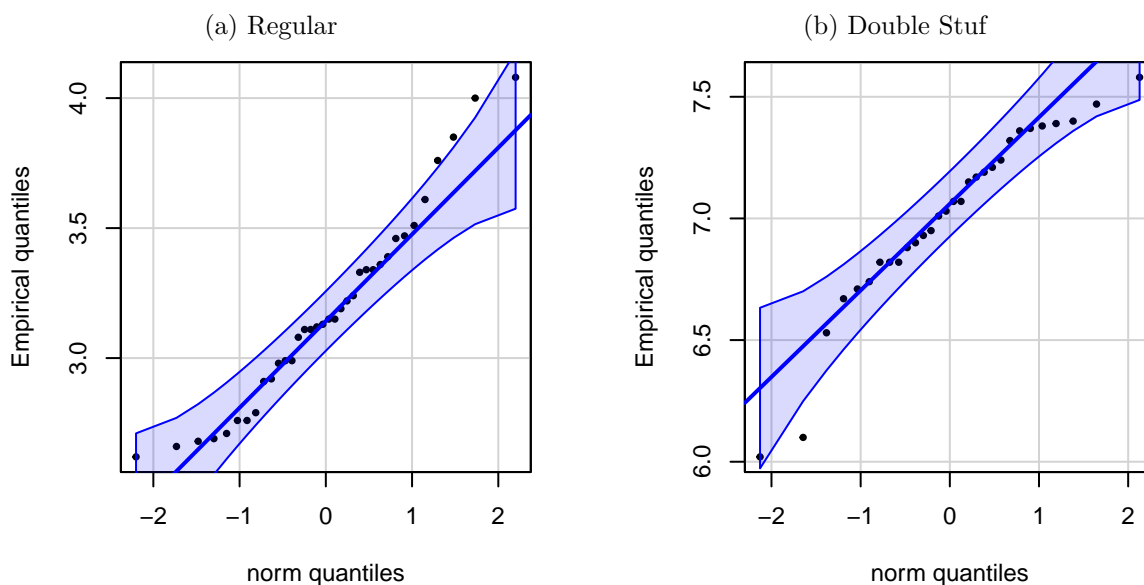 (a) Regular
Empirical quantiles
4.0
3.5
3.0
−2 −1 0 1 2
norm quantiles
(b) Double Stuf
Empirical quantiles
7.5
7.0
6.5
6.0
−2 −1 0 1 2
norm quantiles